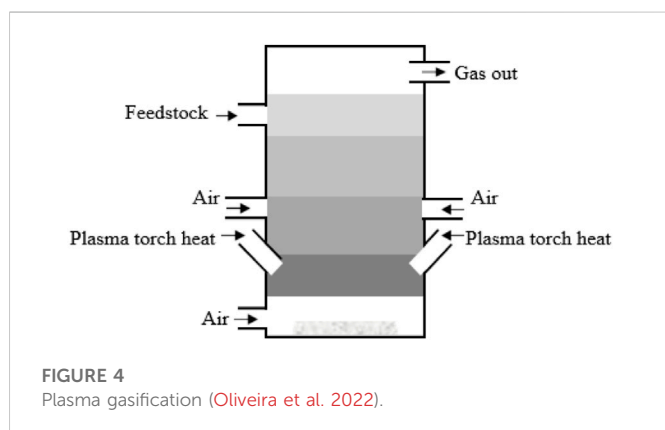 Gas out
Feedstock
Air
Air
Plasma torch heat
Plasma torch heat
Air
FIGURE 4
Plasma gasification (Oliveira et al. 2022).